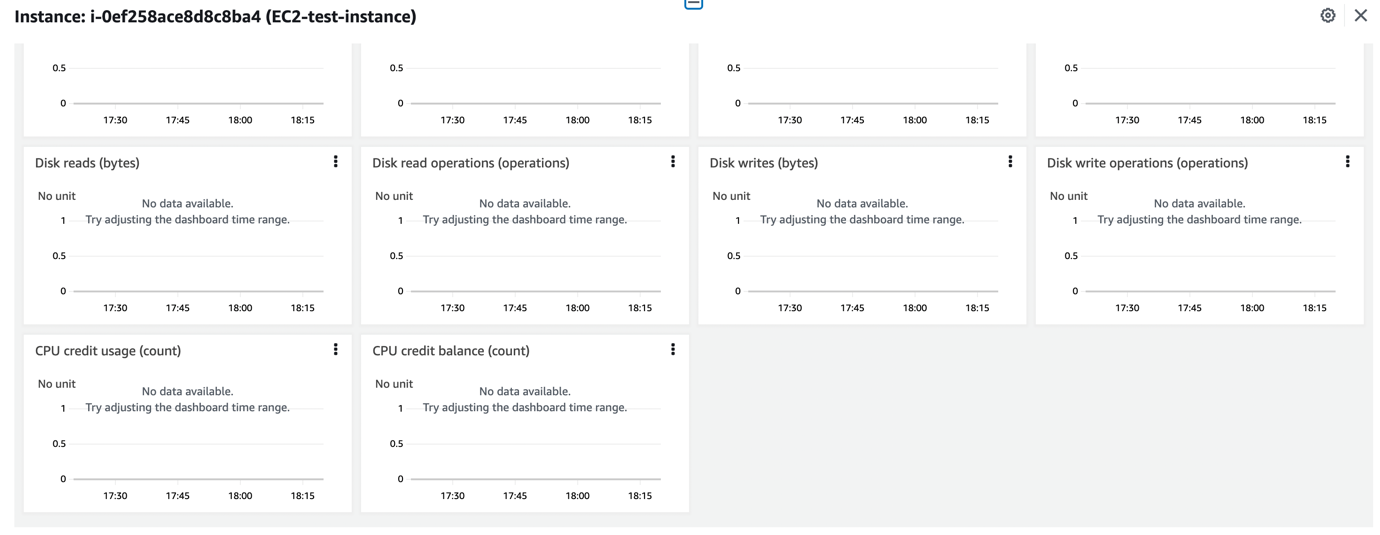 Instance: i-0ef258ace8d8c8ba4 (EC2-test-instance)
0.5 0.5 0.5 0.5
0 0 0 0
17:30 17:45 18:00 18:15 17:30 17:45 18:00 18:15 17:30 17:45 18:00 18:15 17:30 17:45 18:00 18:15
Disk reads (bytes)
No unit
No data available.
1 Try adjusting the dashboard time range.
0.5
0
17:30 17:45 18:00 18:15
Disk read operations (operations)
No unit
No data available.
1 Try adjusting the dashboard time range.
0.5
0
17:30 17:45 18:00 18:15
Disk writes (bytes)
No unit
No data available.
1 Try adjusting the dashboard time range.
0.5
0
17:30 17:45 18:00 18:15
Disk write operations (operations)
No unit
No data available.
1 Try adjusting the dashboard time range.
0.5
0
17:30 17:45 18:00 18:15
CPU credit usage (count)
No unit
No data available.
1 Try adjusting the dashboard time range.
0.5
0
17:30 17:45 18:00 18:15
CPU credit balance (count)
No unit
No data available.
1 Try adjusting the dashboard time range.
0.5
0
17:30 17:45 18:00 18:15